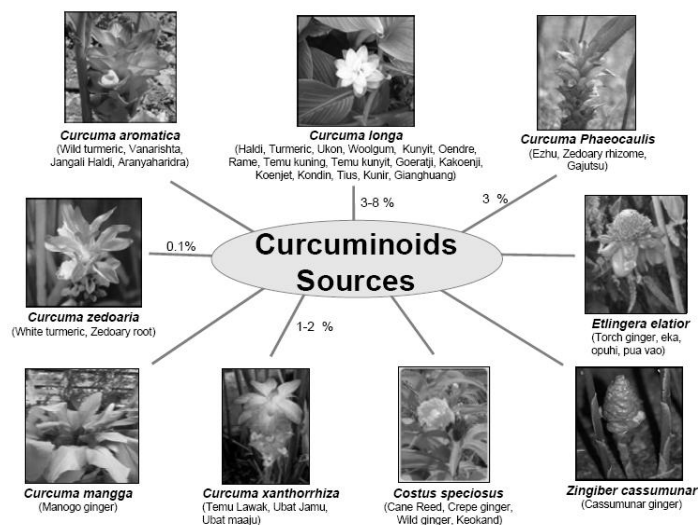 Curcuma aromatica
(Wild turmeric, Vanarishta,
Jangali Haldi, Aranyaharidra)
Curcuma longa
(Haldi, Turmeric, Ukon, Woolgum, Kunyit, Oendre,
Rame, Temu kuning, Temu kunyit, Goeratji, Kakoenji,
Koenjet, Kondin, Tius, Kunir, Gianghuang)
Curcuma Phaeocaulis
(Ezhu, Zedoary rhizome,
Gajutsu)
3-8 %
3 %
0.1%
Curcuminoids
Sources
Curcuma zedoaria
(White turmeric, Zedoary root)
Etlingera elatior
(Torch ginger, eka,
opuhi, pua vao)
1-2 %
Curcuma mangga
(Manogo ginger)
Curcuma xanthorrhiza
(Temu Lawak, Ubat Jamu,
Ubat maaju)
Costus speciosus
(Cane Reed, Crepe ginger,
Wild ginger, Keokand)
Zingiber cassumunar
(Cassumunar ginger)